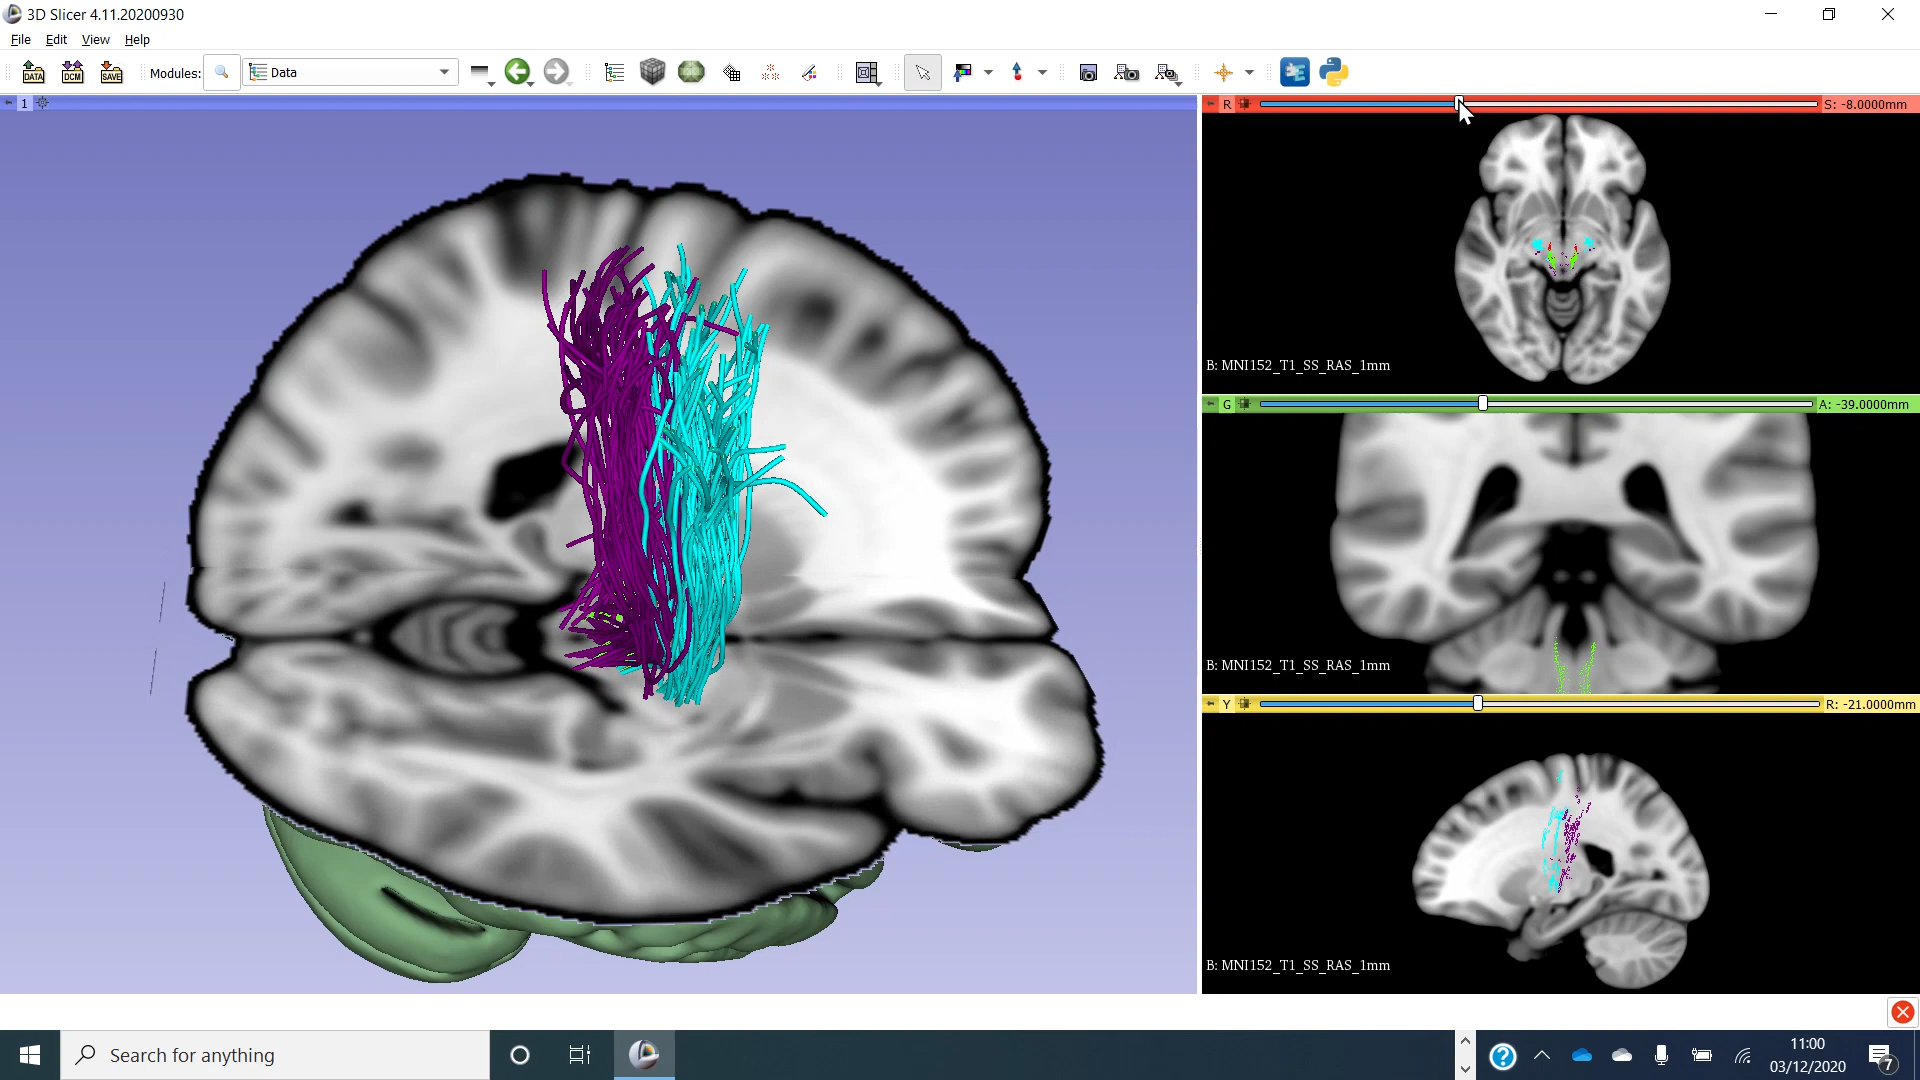 3D Slicer 4.11.20200930
File Edit View Help
DATA DCM SAVE Modules: Data
1
R S: -8.0000mm
B: MNI152_T1_SS_RAS_1mm
G A: -39.0000mm
B: MNI152_T1_SS_RAS_1mm
Y R: -21.0000mm
B: MNI152_T1_SS_RAS_1mm
Search for anything
11:00
03/12/2020
7